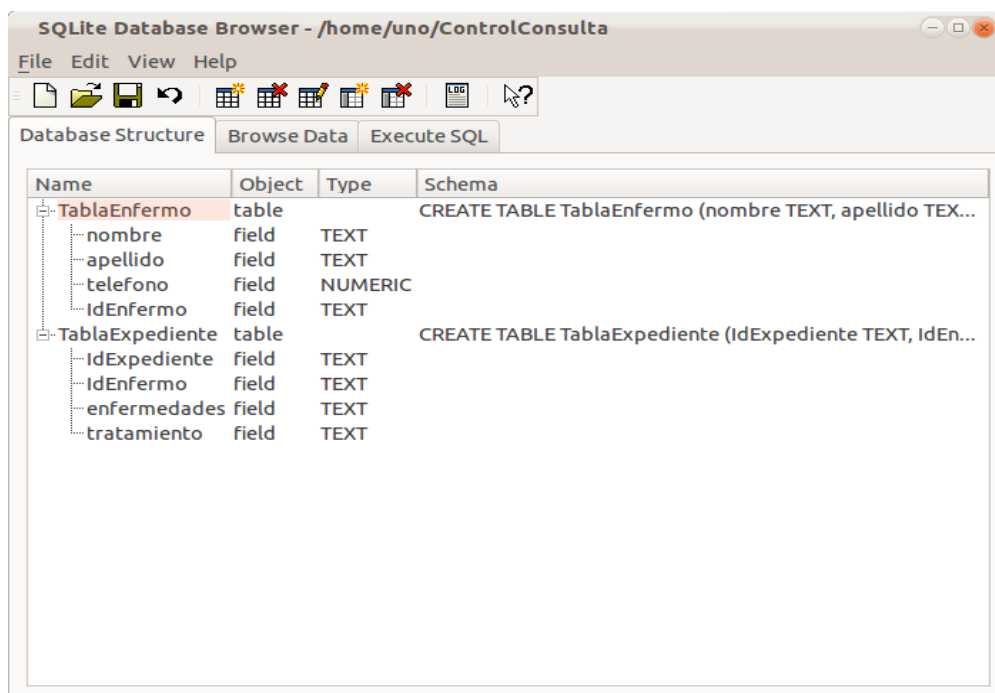 SQLite Database Browser - /home/uno/ControlConsulta
File Edit View Help
LOG
Database Structure Browse Data Execute SQL
Name Object Type Schema
TablaEnfermo table CREATE TABLE TablaEnfermo (nombre TEXT, apellido TEX...
nombre field TEXT
apellido field TEXT
telefono field NUMERIC
IdEnfermo field TEXT
TablaExpediente table CREATE TABLE TablaExpediente (IdExpediente TEXT, IdEn...
IdExpediente field TEXT
IdEnfermo field TEXT
enfermedades field TEXT
tratamiento field TEXT